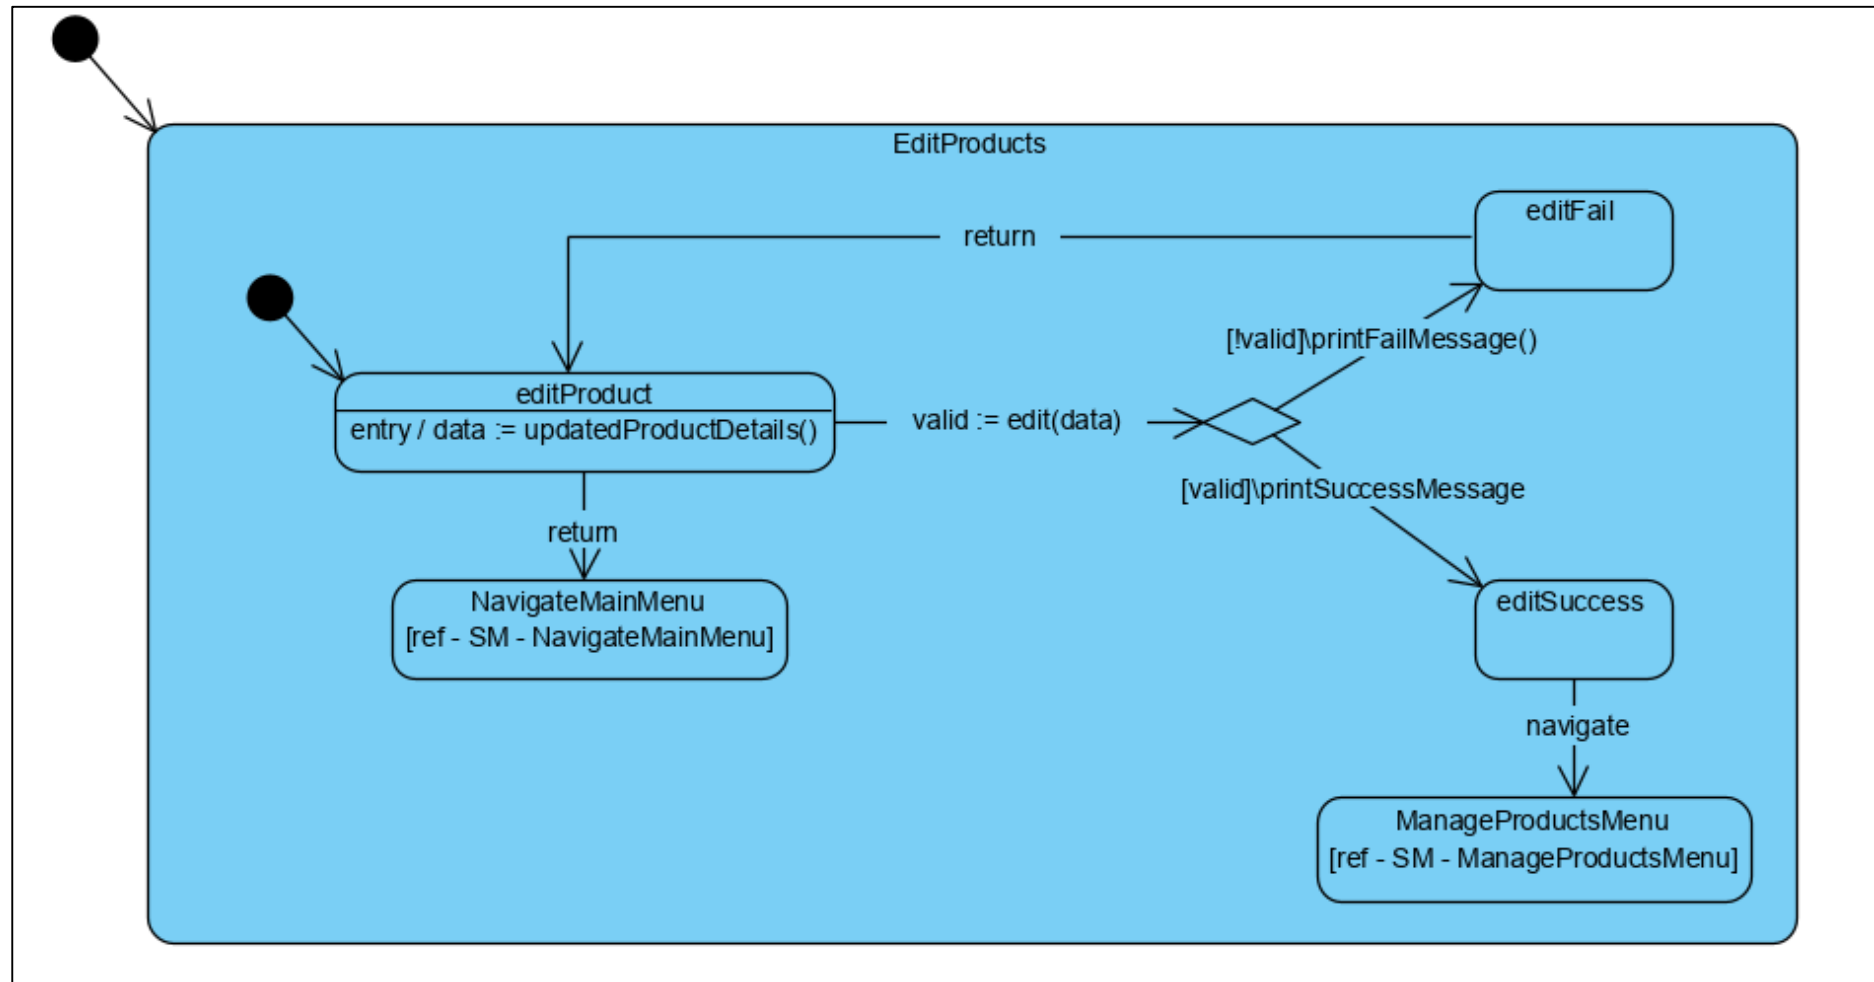 EditProducts
editFail
return
[!valid]\printFailMessage()
editProduct
entry / data := updatedProductDetails()
valid := edit(data)
[valid]\printSuccessMessage
return
NavigateMainMenu
[ref - SM - NavigateMainMenu]
editSuccess
navigate
ManageProductsMenu
[ref - SM - ManageProductsMenu]